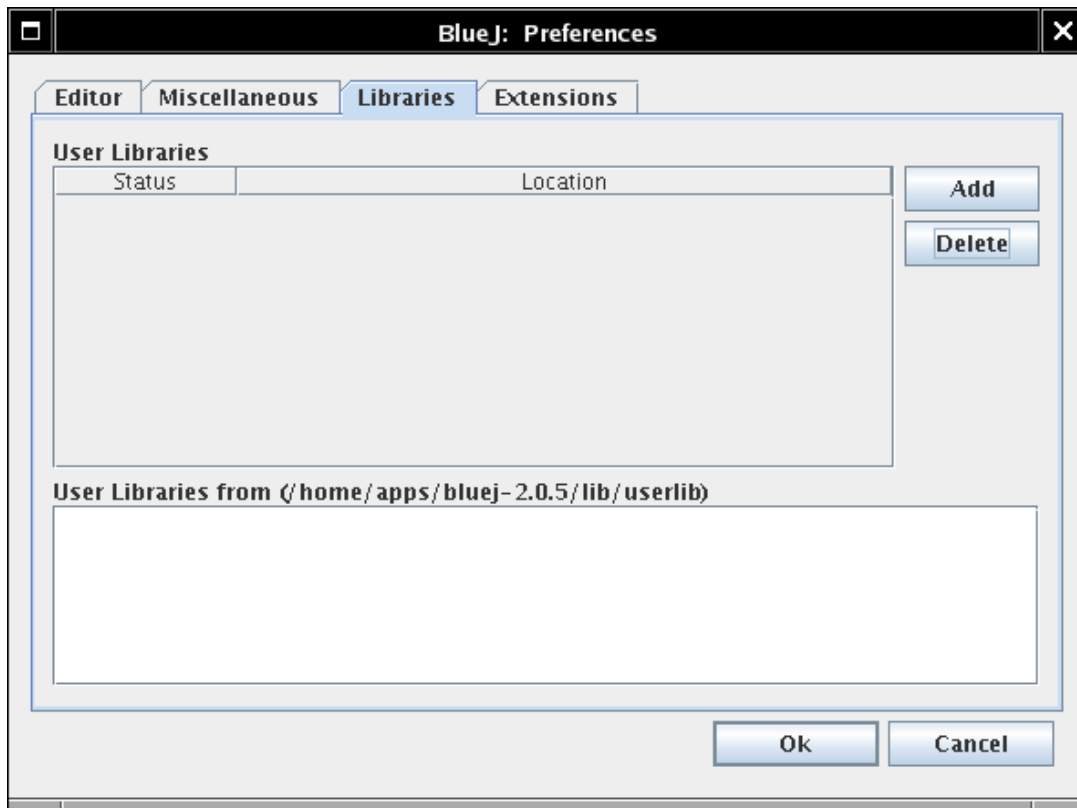 BlueJ: Preferences
Editor Miscellaneous Libraries Extensions
User Libraries
Status Location
Add
Delete
User Libraries from (/home/apps/bluej-2.0.5/lib/userlib)
Ok Cancel